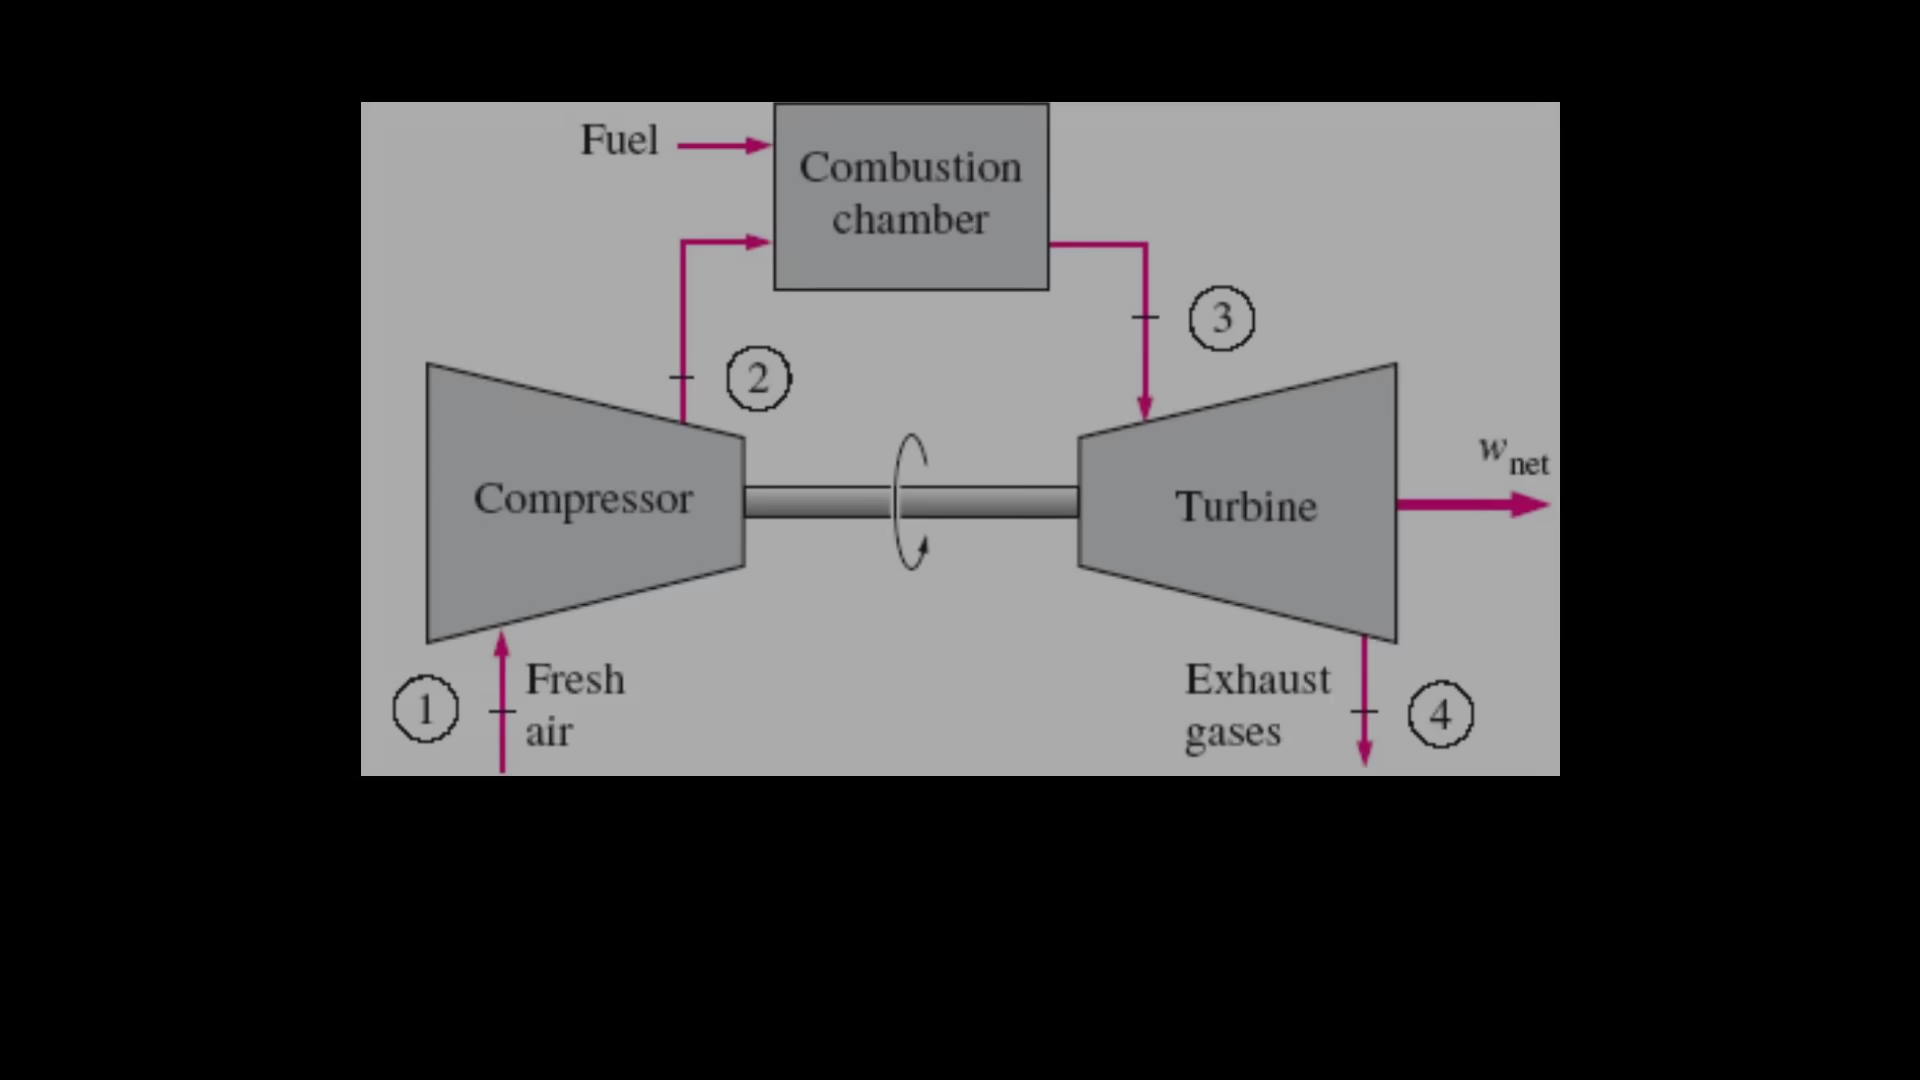 Fuel
Combustion
chamber
3
2
w net
Compressor
Turbine
Fresh
air
1
Exhaust
gases
4